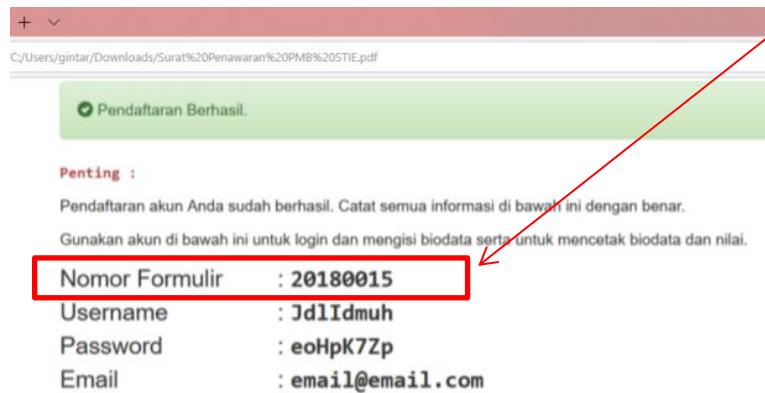 C:/Users/gintar/Downloads/Surat%20Penawaran%20PMB%20STIE.pdf
Pendaftaran Berhasil.
Penting :
Pendaftaran akun Anda sudah berhasil. Catat semua informasi di bawah ini dengan benar.
Gunakan akun di bawah ini untuk login dan mengisi biodata serta untuk mencetak biodata dan nilai.
Nomor Formulir : 20180015
Username : JdlIdmuh
Password : eoHpK7Zp
Email : email@email.com